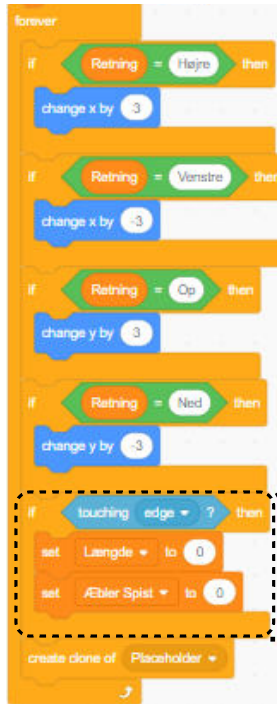 forever
if Retning = Højre then
change x by 3
if Retning = Venstre then
change x by -3
if Retning = Op then
change y by 3
if Retning = Ned then
change y by -3
if touching edge ? then
set Længde to 0
set Æbler Spist to 0
create clone of Placeholder